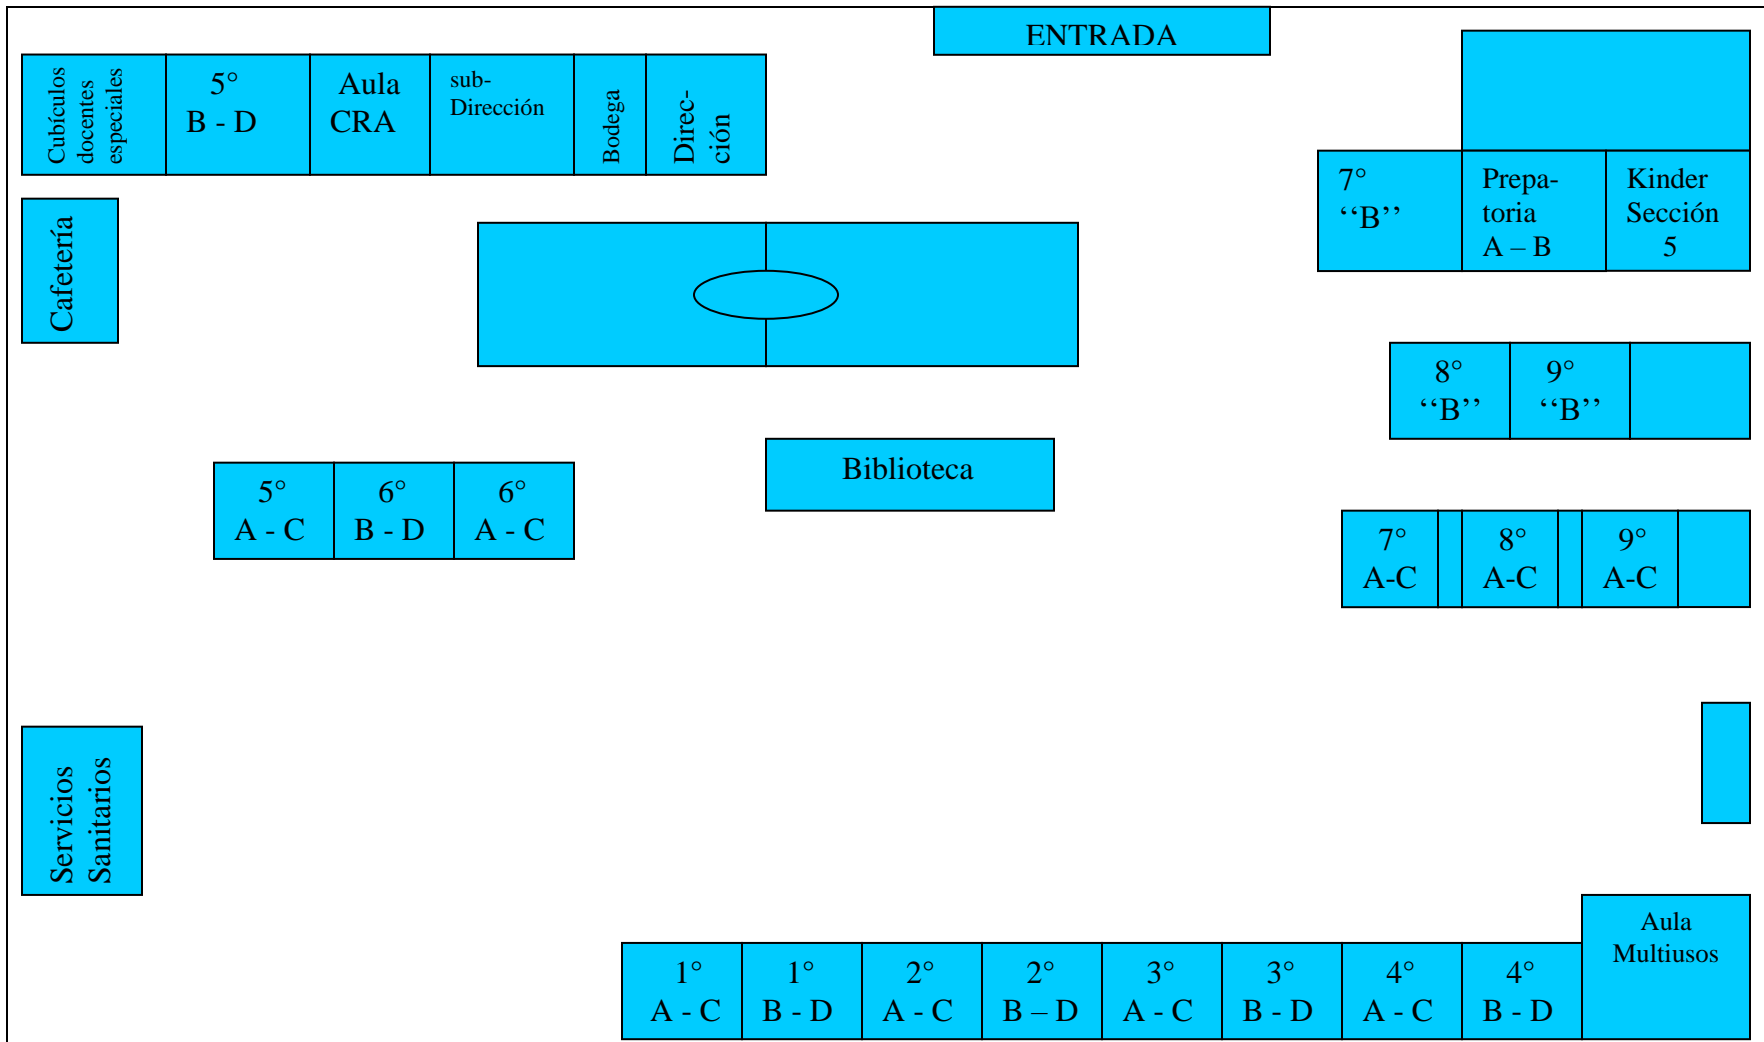 ENTRADA
Cubículos
docentes
especiales
5°
B - D
Aula
CRA
sub-
Dirección
Bodega
Direc-
ción
7°
‘‘B’’
Prepa-
toria
A – B
Kinder
Sección
5
Cafetería
8°
‘‘B’’
9°
‘‘B’’
Biblioteca
5°
A - C
6°
B - D
6°
A - C
7°
A-C
8°
A-C
9°
A-C
Servicios
Sanitarios
Aula
Multiusos
1°
A - C
1°
B - D
2°
A - C
2°
B – D
3°
A - C
3°
B - D
4°
A - C
4°
B - D